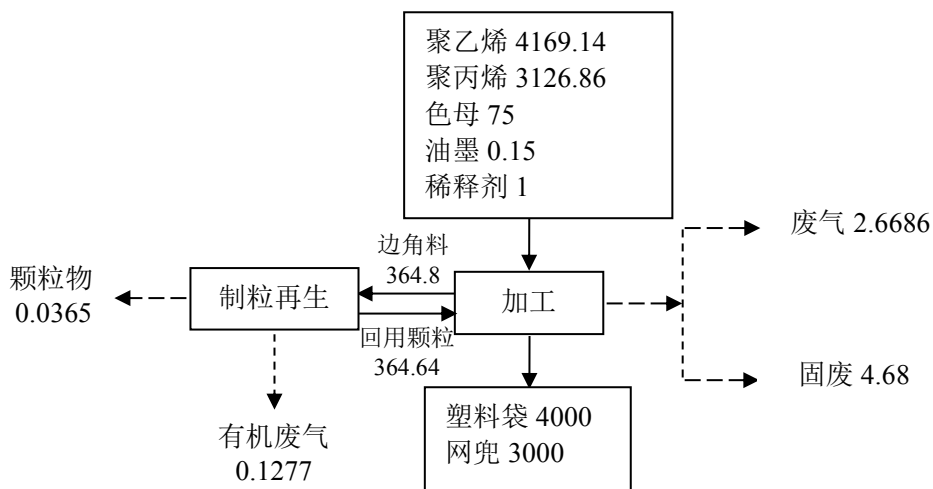 聚乙烯 4169.14
聚丙烯 3126.86
色母 75
油墨 0.15
稀释剂 1
废气 2.6686
边角料
364.8
颗粒物
0.0365
制粒再生
加工
回用颗粒
364.64
固废 4.68
塑料袋 4000
网兜 3000
有机废气
0.1277